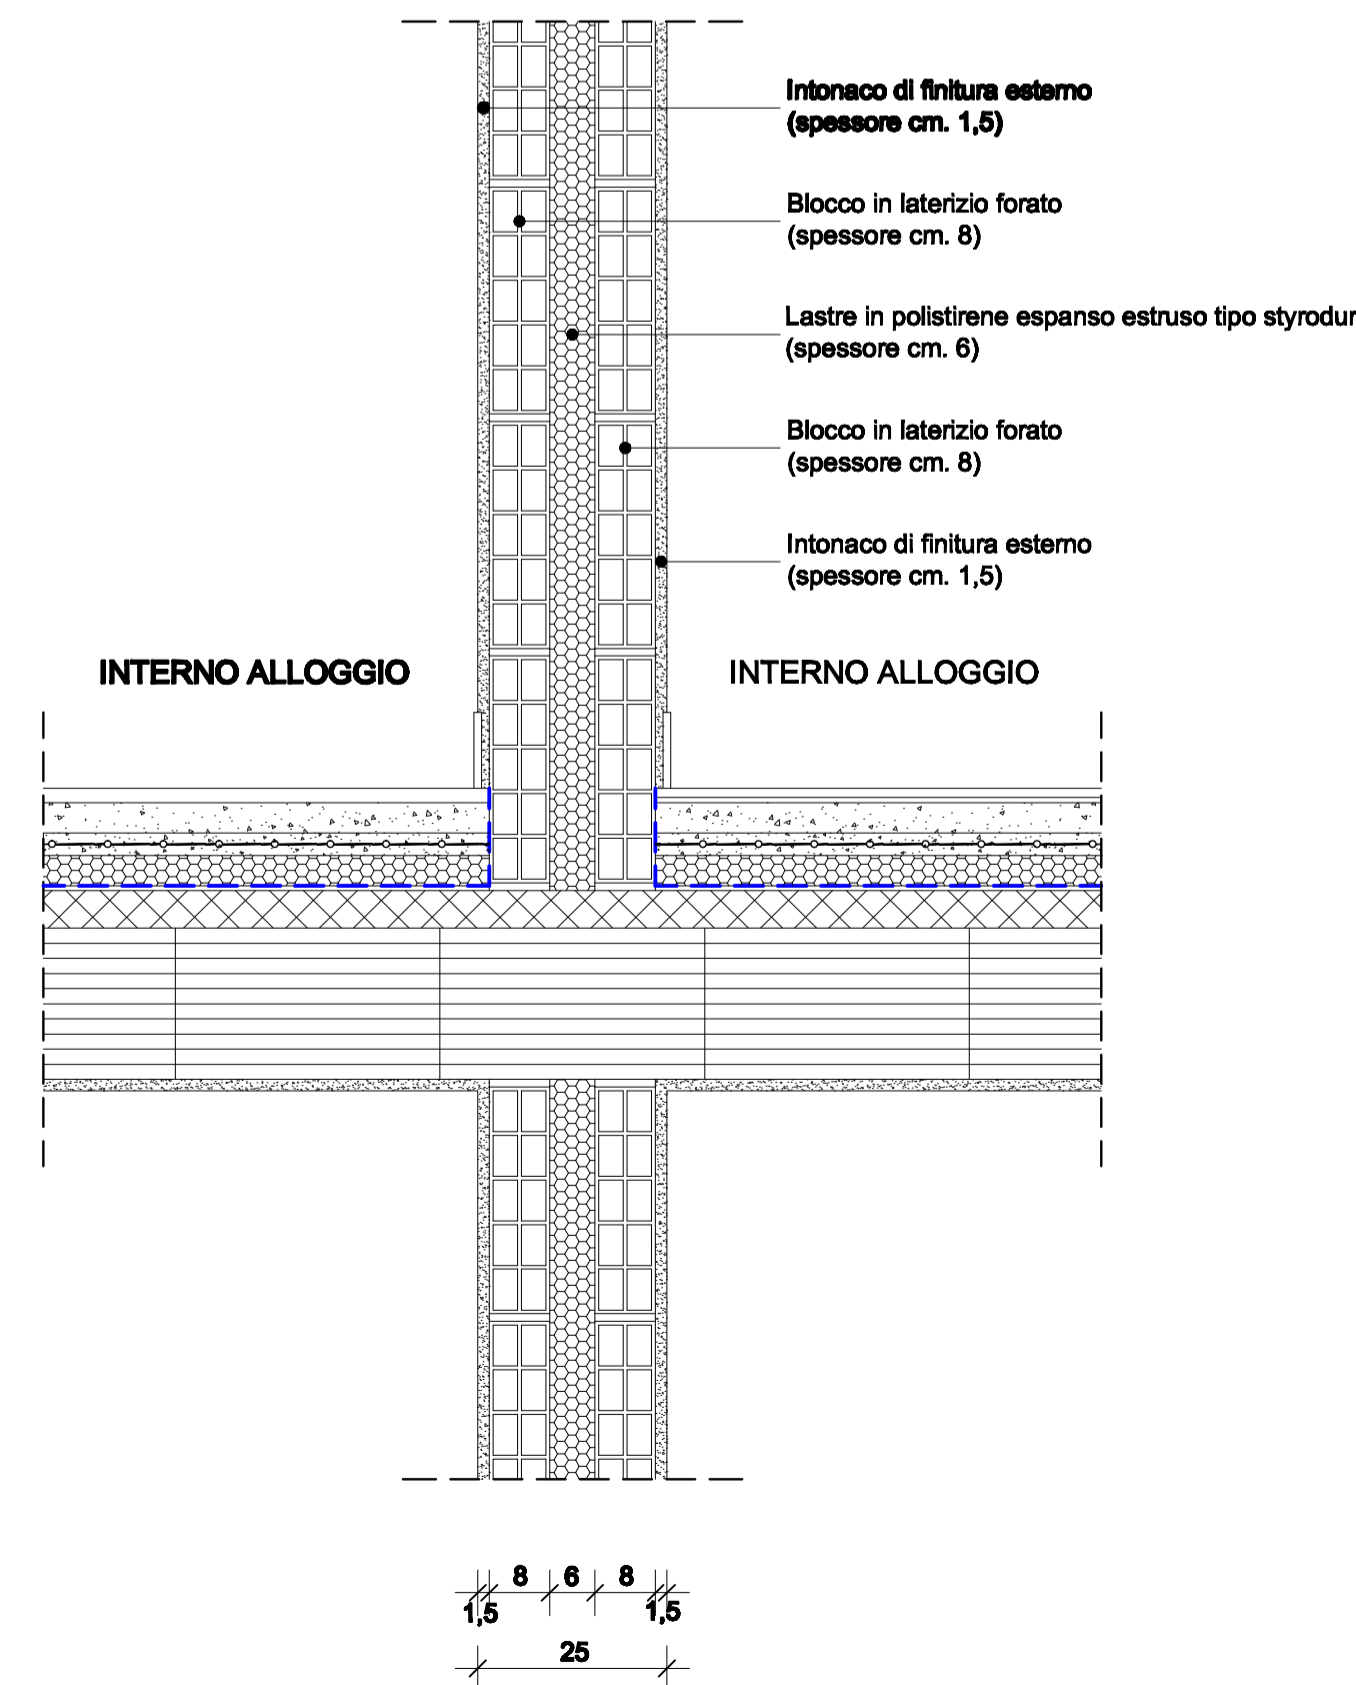 Intonaco di finitura esterno
(spessore cm. 1,5)
Blocco in laterizio forato
(spessore cm. 8)
Lastre in polistirene espanso estruso tipo styrodur
(spessore cm. 6)
Blocco in laterizio forato
(spessore cm. 8)
Intonaco di finitura esterno
(spessore cm. 1,5)
INTERNO ALLOGGIO INTERNO ALLOGGIO
8 6 8
1,5 1,5
25